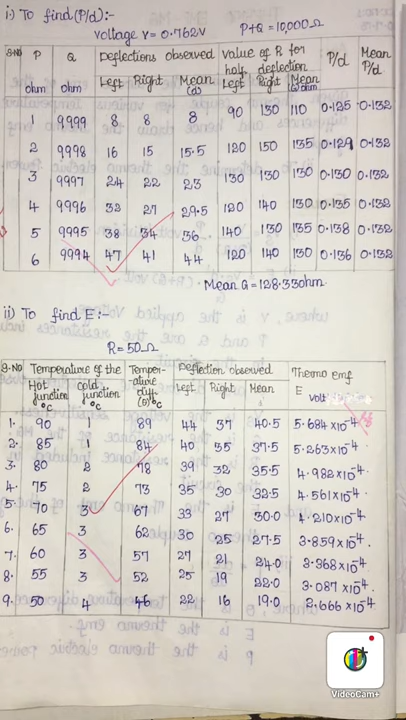 i) To find (P/d):-
Voltage V = 0.762V P+Q = 10,000Ω
S.NO P Q Deflections observed Value of R for half deflection P/d Mean P/d.
Left Right Mean (d) Left Right Mean
ohm ohm G ohm
1 9999 8 8 8 90 130 110 0.125 0.132
2 9998 16 15 15.5 120 150 135 0.129 0.132
3 9997 24 22 23 130 130 130 0.130 0.132
4 9996 32 27 29.5 120 140 130 0.135 0.132
5 9995 38 34 36 140 130 135 0.138 0.132
6 9994 47 41 44 120 140 130 0.136 0.132
Mean G = 128.33ohm.
ii) To find E:-
R = 50Ω
S.NO Temperature of the Temper-ature diff (θ)°C Deflection observed Thermo emf
Hot junction °C cold junction °C Left Right Mean E volt
1. 90 1 89 44 37 40.5 5.684×10⁻⁴
2. 85 1 84 40 35 37.5 5.263×10⁻⁴
3. 80 2 78 39 32 35.5 4.982×10⁻⁴
4. 75 2 73 35 30 32.5 4.561×10⁻⁴
5. 70 3 67 33 27 30.0 4.210×10⁻⁴
6. 65 3 62 30 25 27.5 3.859×10⁻⁴.
7. 60 3 57 27 21 24.0 3.368×10⁻⁴
8. 55 3 52 25 19 22.0 3.087×10⁻⁴.
9. 50 4 46 22 16 19.0 2.666×10⁻⁴
VideoCam+